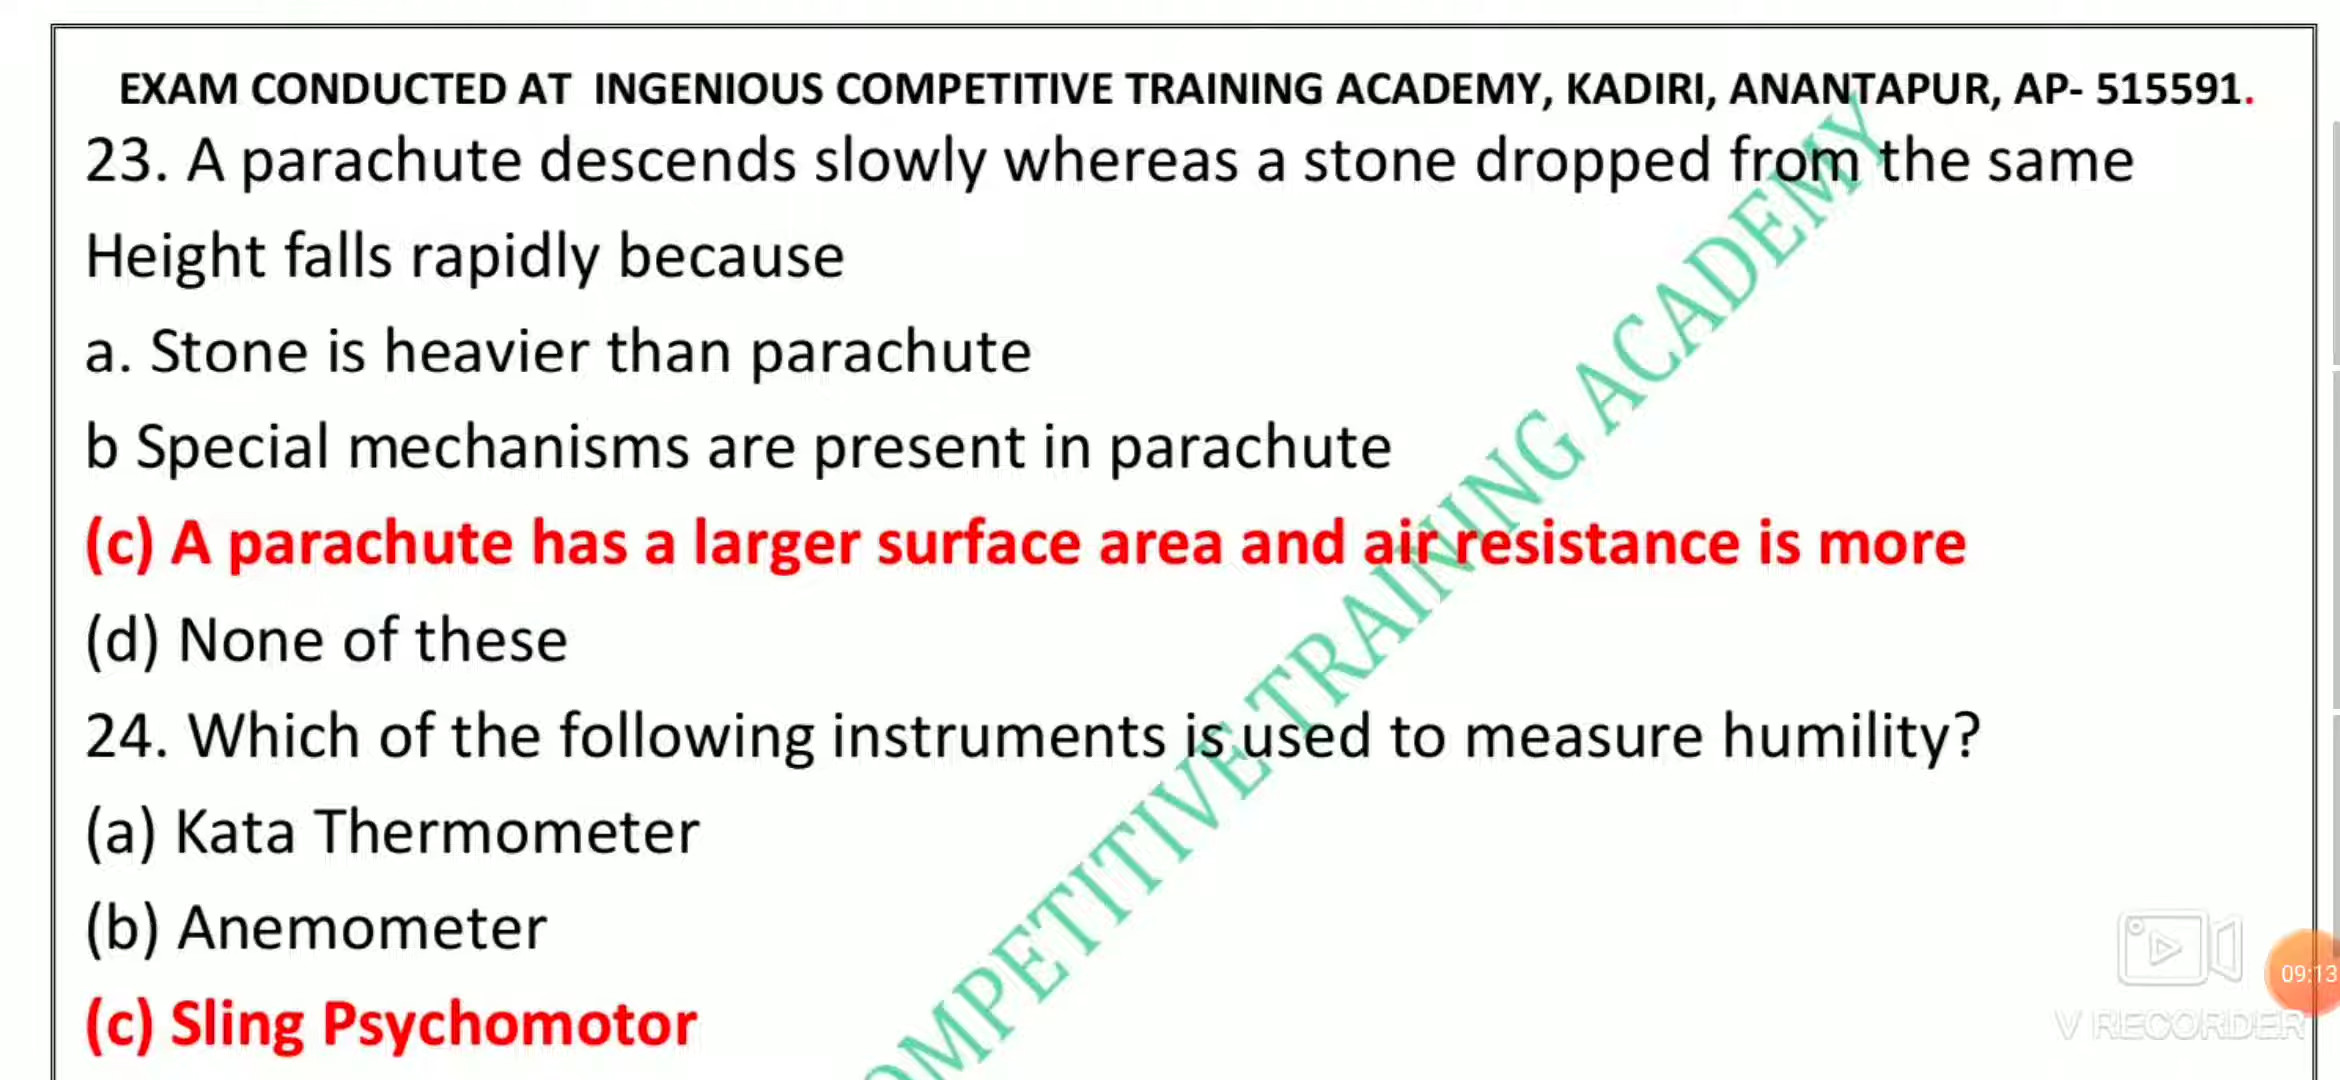 EXAM CONDUCTED AT INGENIOUS COMPETITIVE TRAINING ACADEMY, KADIRI, ANANTAPUR, AP- 515591.
23. A parachute descends slowly whereas a stone dropped from the same
Height falls rapidly because
a. Stone is heavier than parachute
b Special mechanisms are present in parachute
(c) A parachute has a larger surface area and air resistance is more
(d) None of these
24. Which of the following instruments is used to measure humility?
(a) Kata Thermometer
(b) Anemometer
(c) Sling Psychomotor
OMPETITIVE TRAINING ACADEMY
09:13
V RECORDER